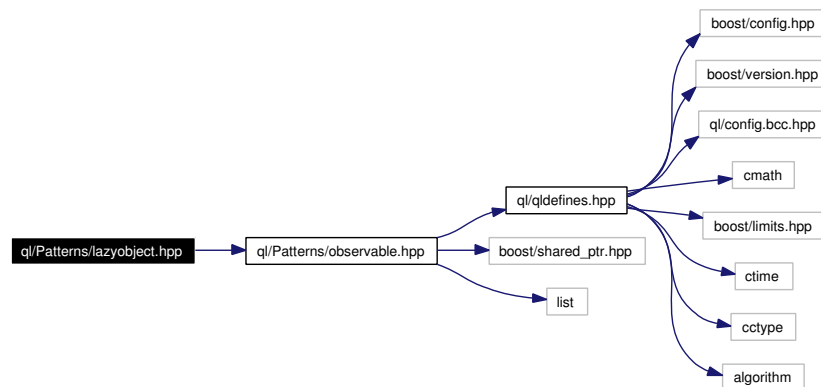 boost/config.hpp
boost/version.hpp
ql/config.bcc.hpp
cmath
ql/qldefines.hpp
boost/limits.hpp
ql/Patterns/lazyobject.hpp
ql/Patterns/observable.hpp
boost/shared_ptr.hpp
ctime
list
cctype
algorithm